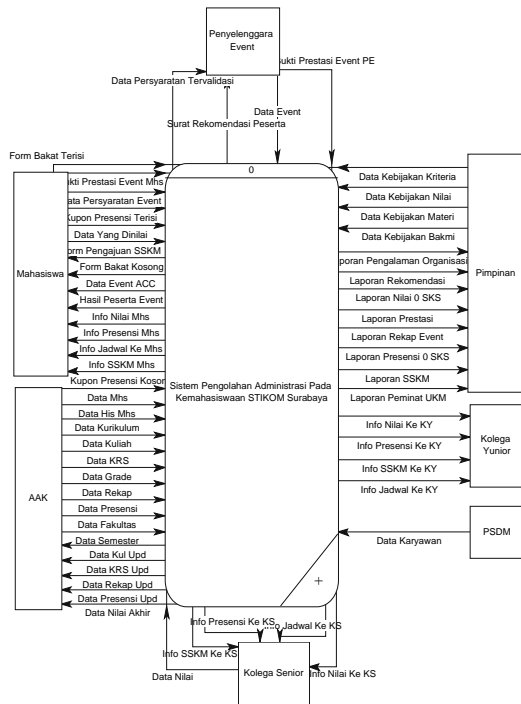 Penyelenggara
Event
ukti Prestasi Event PE
Data Persyaratan Tervalidasi
Data Event
Surat Rekomendasi Peserta
Form Bakat Terisi
0
ukti Prestasi Event Mhs
ata Persyaratan Event
Kupon Presensi Terisi
Data Yang Dinilai
orm Pengajuan SSKM
Form Bakat Kosong
Data Event ACC
Hasil Peserta Event
Info Nilai Mhs
Info Presensi Mhs
Info Jadwal Ke Mhs
Info SSKM Mhs
Kupon Presensi Koson
Mahasiswa
Data Kebijakan Kriteria
Data Kebijakan Nilai
Data Kebijakan Materi
Data Kebijakan Bakmi
poran Pengalaman Organisasi
Laporan Rekomendasi
Laporan Nilai 0 SKS
Laporan Prestasi
Laporan Rekap Event
Laporan Presensi 0 SKS
Laporan SSKM
Laporan Peminat UKM
Pimpinan
Sistem Pengolahan Administrasi Pada
Kemahasiswaan STIKOM Surabaya
Data Mhs
Data His Mhs
Data Kurikulum
Data Kuliah
Data KRS
Data Grade
Data Rekap
Data Presensi
Data Fakultas
Data Semester
Data Kul Upd
Data KRS Upd
Data Rekap Upd
Data Presensi Upd
Data Nilai Akhir
AAK
Info Nilai Ke KY
Info Presensi Ke KY
Info SSKM Ke KY
Info Jadwal Ke KY
Kolega
Yunior
Data Karyawan
PSDM
+
Info Presensi Ke KS
Jadwal Ke KS
Info SSKM Ke KS
Data Nilai
Kolega Senior
Info Nilai Ke KS